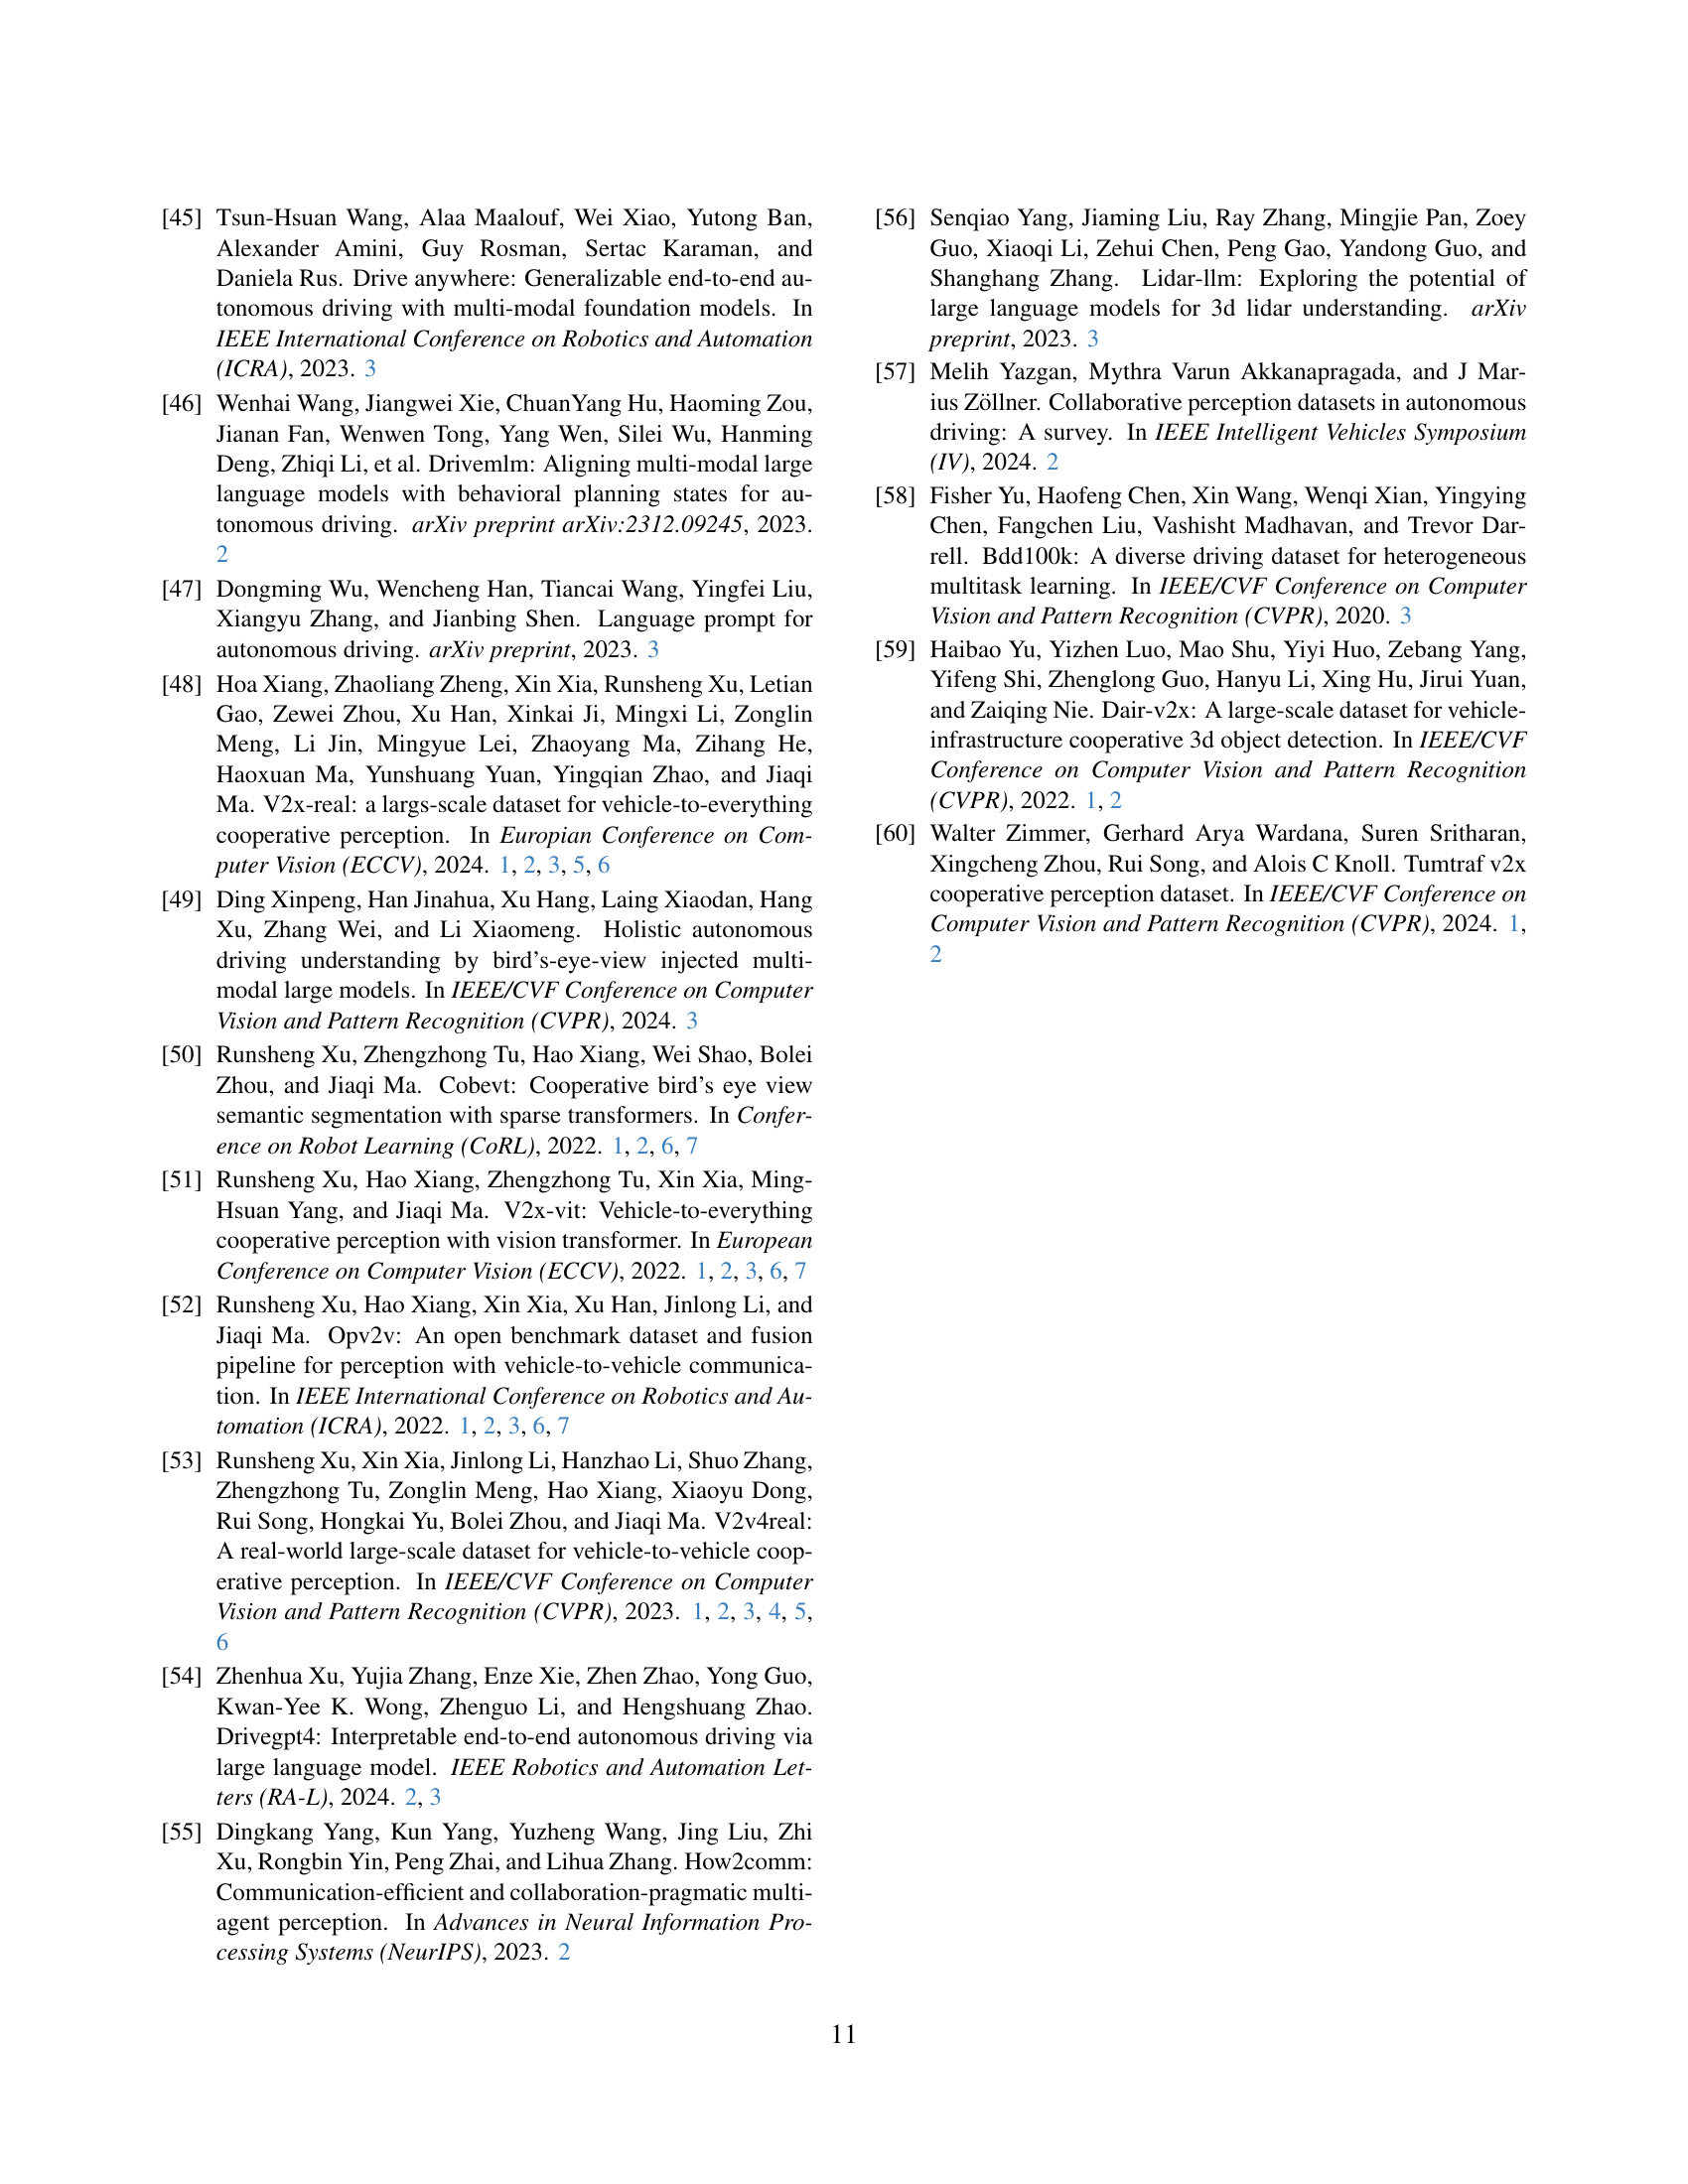 [45] Tsun-Hsuan Wang, Alaa Maalouf, Wei Xiao, Yutong Ban,
Alexander Amini, Guy Rosman, Sertac Karaman, and
Daniela Rus. Drive anywhere: Generalizable end-to-end au-
tonomous driving with multi-modal foundation models. In
IEEE International Conference on Robotics and Automation
(ICRA), 2023. 3
[46] Wenhai Wang, Jiangwei Xie, ChuanYang Hu, Haoming Zou,
Jianan Fan, Wenwen Tong, Yang Wen, Silei Wu, Hanming
Deng, Zhiqi Li, et al. Drivemlm: Aligning multi-modal large
language models with behavioral planning states for au-
tonomous driving. arXiv preprint arXiv:2312.09245, 2023.
2
[47] Dongming Wu, Wencheng Han, Tiancai Wang, Yingfei Liu,
Xiangyu Zhang, and Jianbing Shen. Language prompt for
autonomous driving. arXiv preprint, 2023. 3
[48] Hoa Xiang, Zhaoliang Zheng, Xin Xia, Runsheng Xu, Letian
Gao, Zewei Zhou, Xu Han, Xinkai Ji, Mingxi Li, Zonglin
Meng, Li Jin, Mingyue Lei, Zhaoyang Ma, Zihang He,
Haoxuan Ma, Yunshuang Yuan, Yingqian Zhao, and Jiaqi
Ma. V2x-real: a largs-scale dataset for vehicle-to-everything
cooperative perception. In Europian Conference on Com-
puter Vision (ECCV), 2024. 1, 2, 3, 5, 6
[49] Ding Xinpeng, Han Jinahua, Xu Hang, Laing Xiaodan, Hang
Xu, Zhang Wei, and Li Xiaomeng. Holistic autonomous
driving understanding by bird's-eye-view injected multi-
modal large models. In IEEE/CVF Conference on Computer
Vision and Pattern Recognition (CVPR), 2024. 3
[50] Runsheng Xu, Zhengzhong Tu, Hao Xiang, Wei Shao, Bolei
Zhou, and Jiaqi Ma. Cobevt: Cooperative bird's eye view
semantic segmentation with sparse transformers. In Confer-
ence on Robot Learning (CoRL), 2022. 1, 2, 6, 7
[51] Runsheng Xu, Hao Xiang, Zhengzhong Tu, Xin Xia, Ming-
Hsuan Yang, and Jiaqi Ma. V2x-vit: Vehicle-to-everything
cooperative perception with vision transformer. In European
Conference on Computer Vision (ECCV), 2022. 1, 2, 3, 6, 7
[52] Runsheng Xu, Hao Xiang, Xin Xia, Xu Han, Jinlong Li, and
Jiaqi Ma. Opv2v: An open benchmark dataset and fusion
pipeline for perception with vehicle-to-vehicle communica-
tion. In IEEE International Conference on Robotics and Au-
tomation (ICRA), 2022. 1, 2, 3, 6, 7
[53] Runsheng Xu, Xin Xia, Jinlong Li, Hanzhao Li, Shuo Zhang,
Zhengzhong Tu, Zonglin Meng, Hao Xiang, Xiaoyu Dong,
Rui Song, Hongkai Yu, Bolei Zhou, and Jiaqi Ma. V2v4real:
A real-world large-scale dataset for vehicle-to-vehicle coop-
erative perception. In IEEE/CVF Conference on Computer
Vision and Pattern Recognition (CVPR), 2023. 1, 2, 3, 4, 5,
6
[54] Zhenhua Xu, Yujia Zhang, Enze Xie, Zhen Zhao, Yong Guo,
Kwan-Yee K. Wong, Zhenguo Li, and Hengshuang Zhao.
Drivegpt4: Interpretable end-to-end autonomous driving via
large language model. IEEE Robotics and Automation Let-
ters (RA-L), 2024. 2, 3
[55] Dingkang Yang, Kun Yang, Yuzheng Wang, Jing Liu, Zhi
Xu, Rongbin Yin, Peng Zhai, and Lihua Zhang. How2comm:
Communication-efficient and collaboration-pragmatic multi-
agent perception. In Advances in Neural Information Pro-
cessing Systems (NeurIPS), 2023. 2
[56] Senqiao Yang, Jiaming Liu, Ray Zhang, Mingjie Pan, Zoey
Guo, Xiaoqi Li, Zehui Chen, Peng Gao, Yandong Guo, and
Shanghang Zhang. Lidar-llm: Exploring the potential of
large language models for 3d lidar understanding. arXiv
preprint, 2023. 3
[57] Melih Yazgan, Mythra Varun Akkanapragada, and J Mar-
ius Zöllner. Collaborative perception datasets in autonomous
driving: A survey. In IEEE Intelligent Vehicles Symposium
(IV), 2024. 2
[58] Fisher Yu, Haofeng Chen, Xin Wang, Wenqi Xian, Yingying
Chen, Fangchen Liu, Vashisht Madhavan, and Trevor Dar-
rell. Bdd100k: A diverse driving dataset for heterogeneous
multitask learning. In IEEE/CVF Conference on Computer
Vision and Pattern Recognition (CVPR), 2020. 3
[59] Haibao Yu, Yizhen Luo, Mao Shu, Yiyi Huo, Zebang Yang,
Yifeng Shi, Zhenglong Guo, Hanyu Li, Xing Hu, Jirui Yuan,
and Zaiqing Nie. Dair-v2x: A large-scale dataset for vehicle-
infrastructure cooperative 3d object detection. In IEEE/CVF
Conference on Computer Vision and Pattern Recognition
(CVPR), 2022. 1, 2
[60] Walter Zimmer, Gerhard Arya Wardana, Suren Sritharan,
Xingcheng Zhou, Rui Song, and Alois C Knoll. Tumtraf v2x
cooperative perception dataset. In IEEE/CVF Conference on
Computer Vision and Pattern Recognition (CVPR), 2024. 1,
2
11